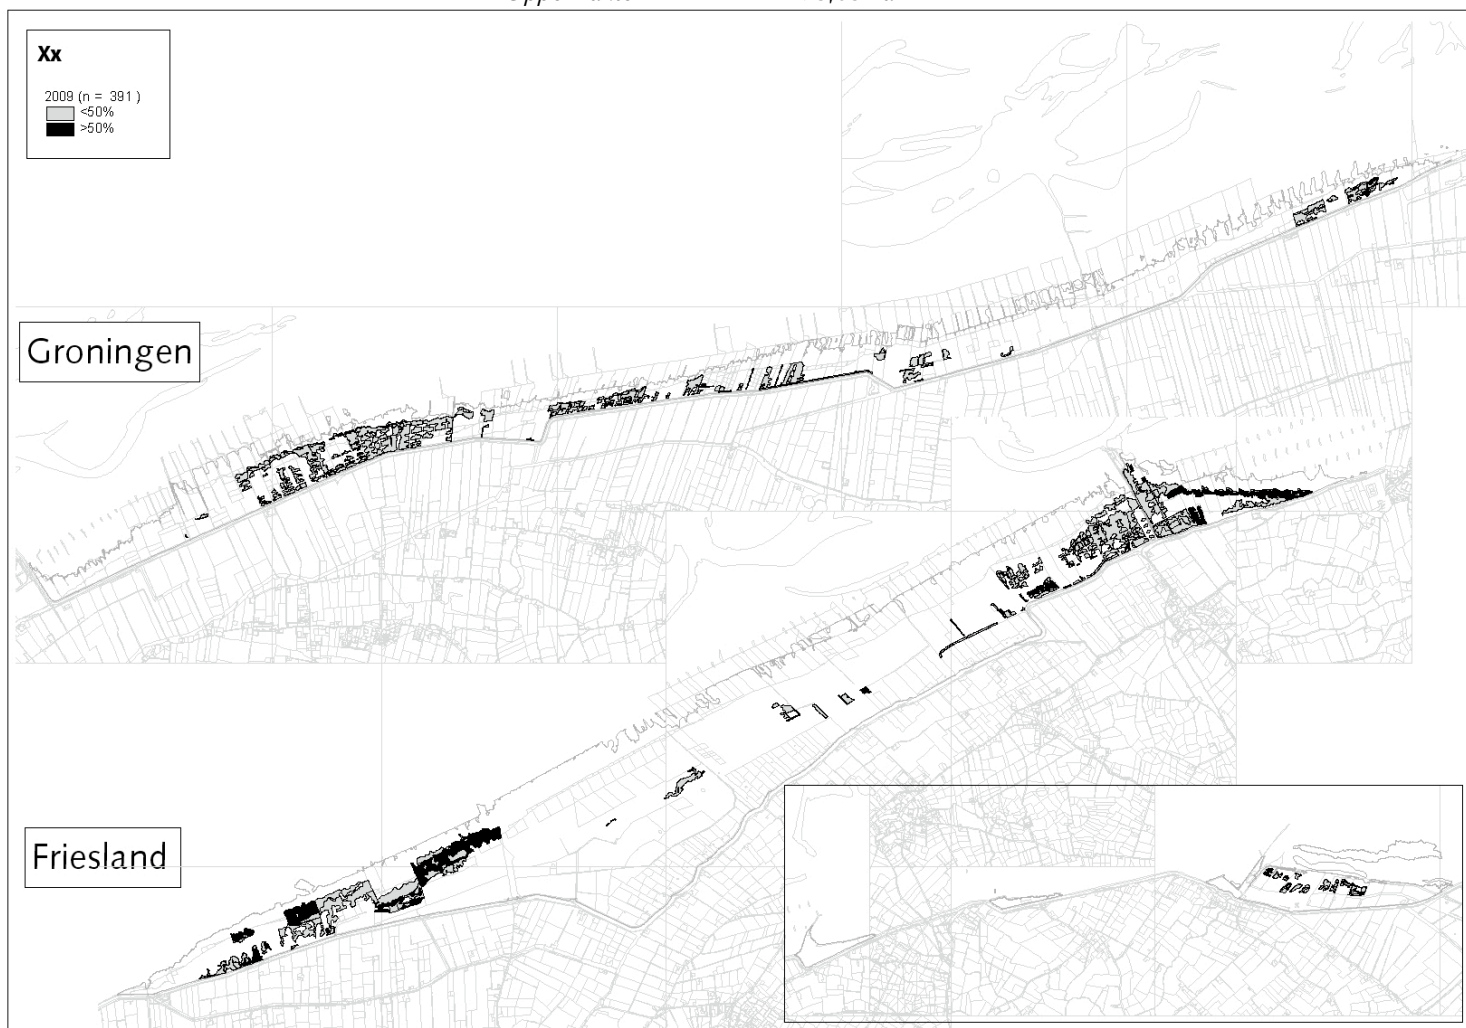 Xx
2009 (n = 391 )
<50%
>50%
Groningen
Friesland